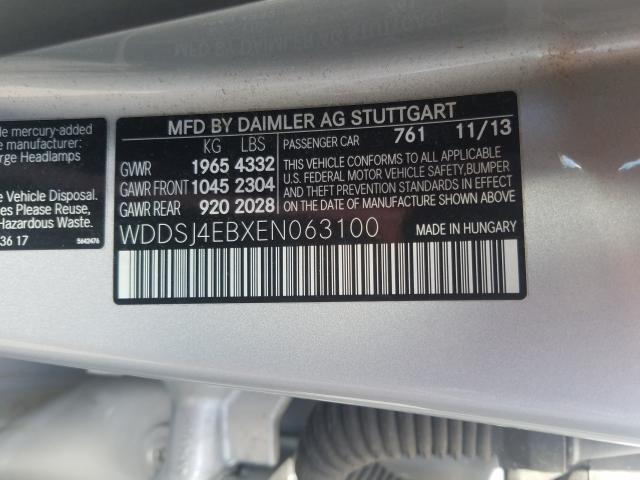 le mercury-added
e manufacturer:
rge Headlamps
e Vehicle Disposal.
es Please Reuse,
Hazardous Waste.
36 17
5642476
MFD BY DAIMLER AG STUTTGART
KG LBS
GVWR 1965 4332
GAWR FRONT 1045 2304
GAWR REAR 920 2028
PASSENGER CAR 761 11/13
THIS VEHICLE CONFORMS TO ALL APPLICABLE
U.S. FEDERAL MOTOR VEHICLE SAFETY,BUMPER
AND THEFT PREVENTION STANDARDS IN EFFECT
ON THE DATE OF MANUFACTURE SHOWN ABOVE
WDDSJ4EBXEN063100
MADE IN HUNGARY